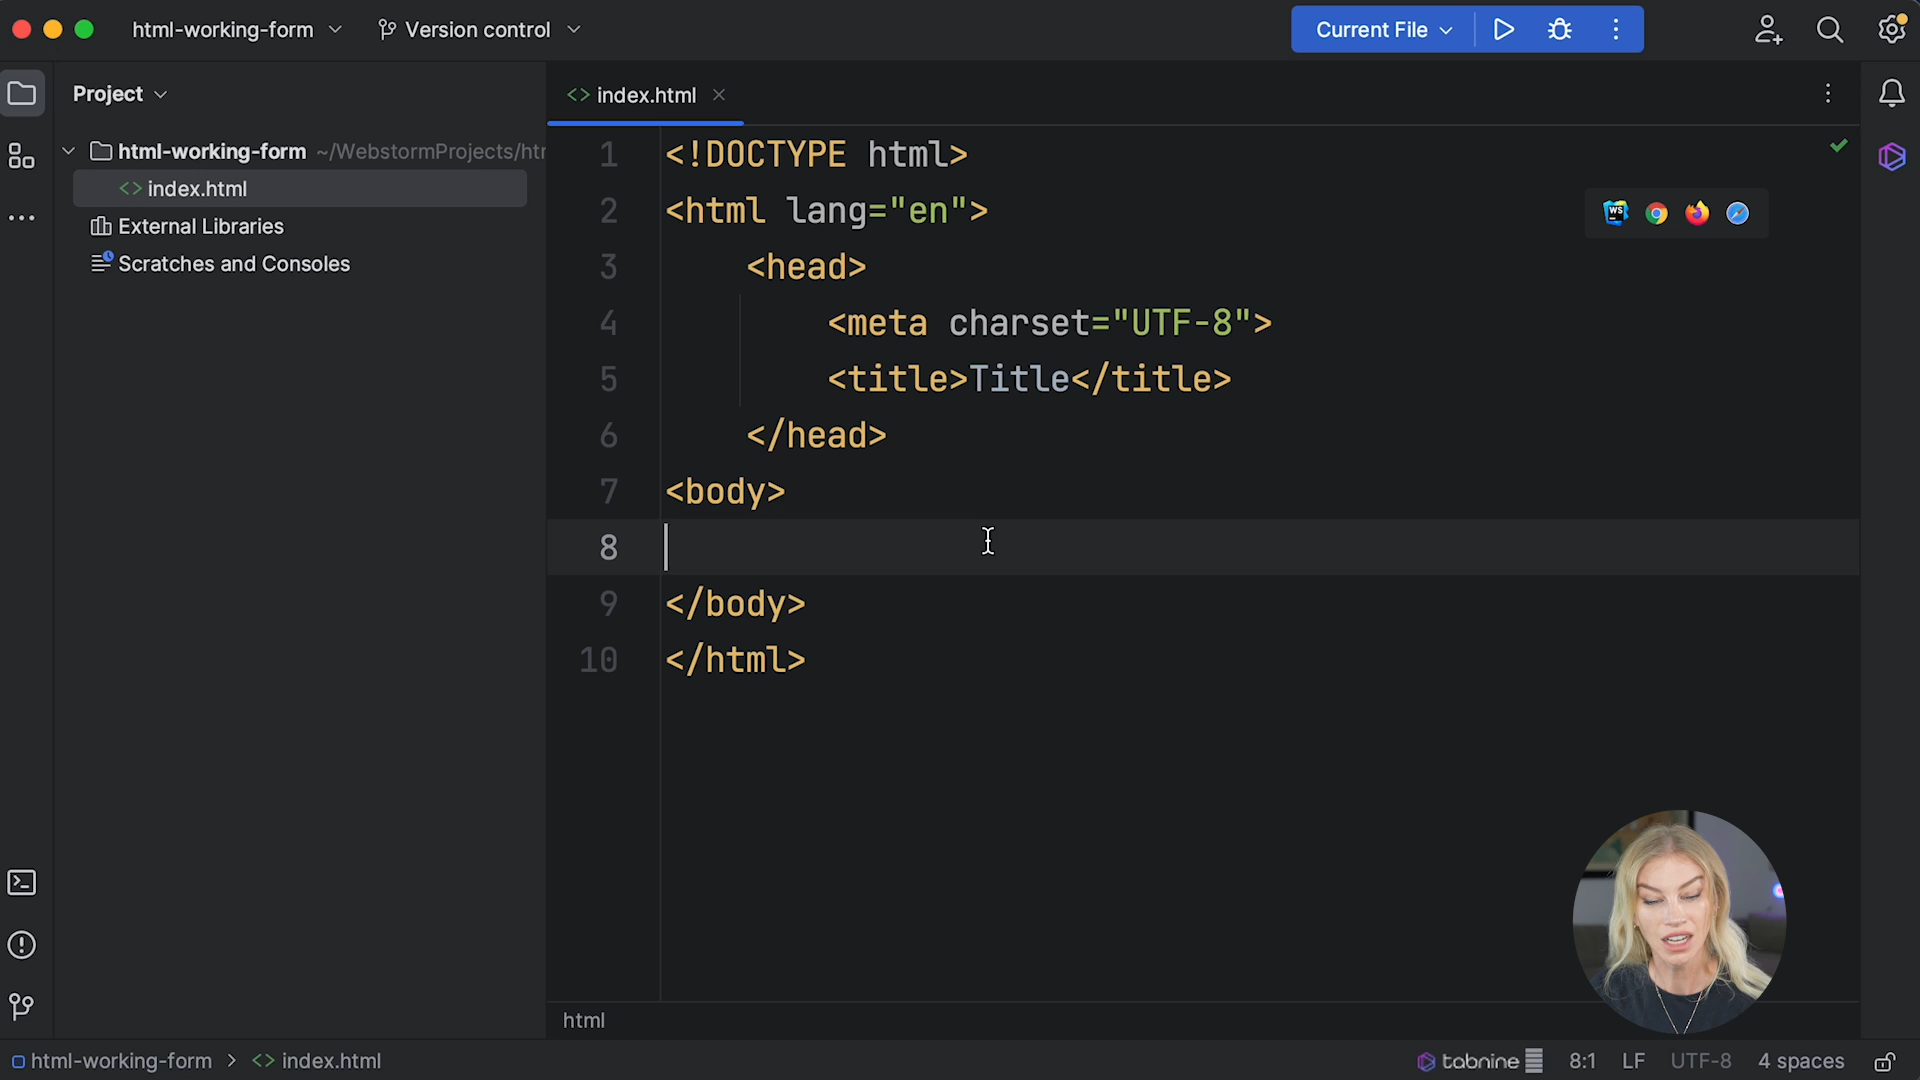 html-working-form
Version control
Current File
Project
index.html
html-working-form ~/WebstormProjects/htr
index.html
External Libraries
Scratches and Consoles
1 <!DOCTYPE html>
2 <html lang="en">
3 <head>
4 <meta charset="UTF-8">
5 <title>Title</title>
6 </head>
7 <body>
8
9 </body>
10 </html>
WS
html
html-working-form > index.html
tabnine 8:1 LF UTF-8 4 spaces